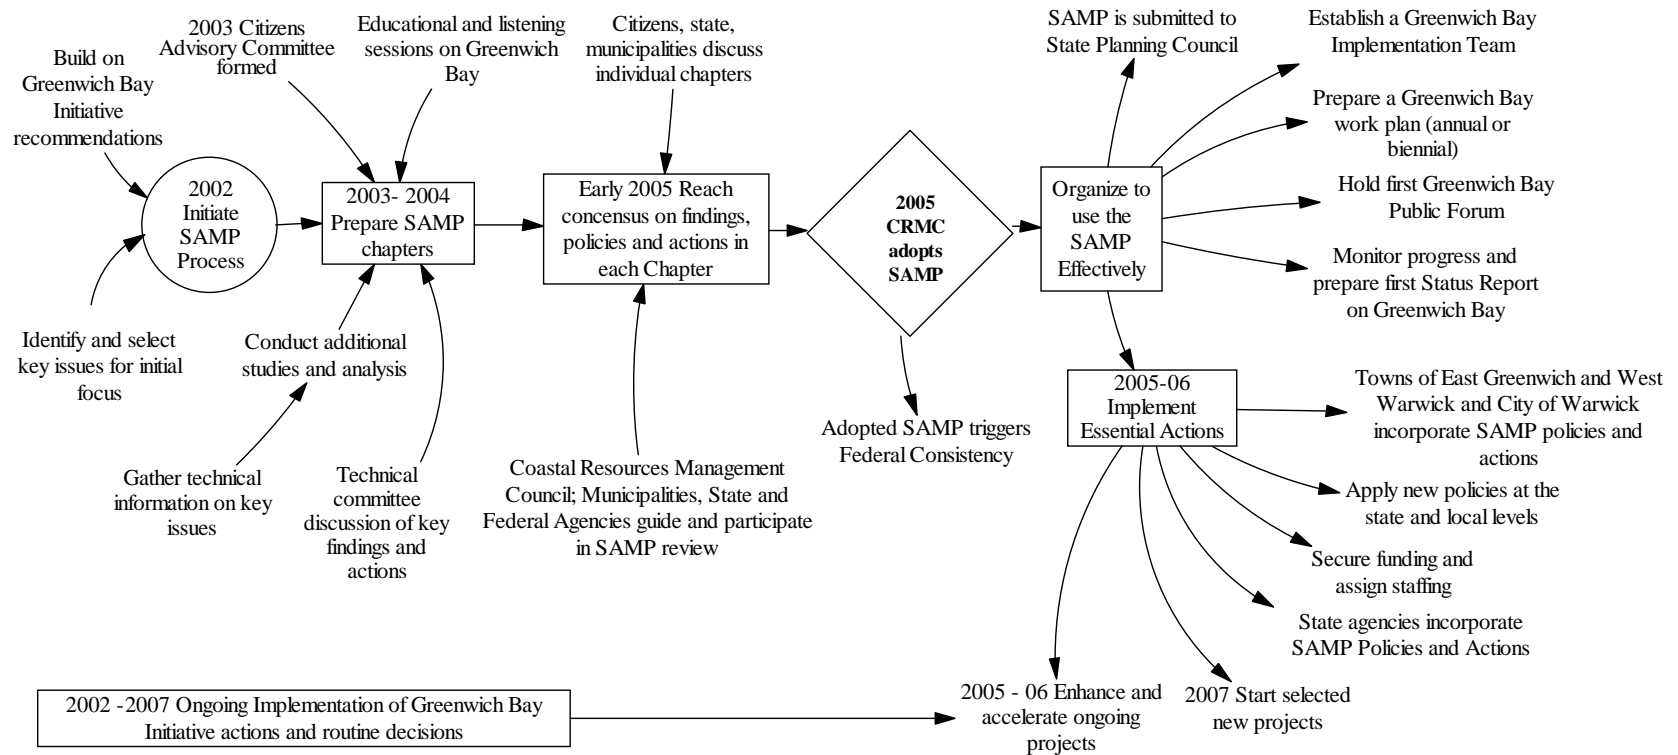 Build on
Greenwich Bay
Initiative
recommendations
2003 Citizens
Advisory Committee
formed
Educational and listening
sessions on Greenwich
Bay
Citizens, state,
municipalities discuss
individual chapters
SAMP is submitted to
State Planning Council
Establish a Greenwich Bay
Implementation Team
Prepare a Greenwich Bay
work plan (annual or
biennial)
Hold first Greenwich Bay
Public Forum
Monitor progress and
prepare first Status Report
on Greenwich Bay
2002
Initiate
SAMP
Process
2003- 2004
Prepare SAMP
chapters
Early 2005 Reach
concensus on findings,
policies and actions in
each Chapter
2005
CRMC
adopts
SAMP
Organize to
use the
SAMP
Effectively
Identify and select
key issues for initial
focus
Conduct additional
studies and analysis
Gather technical
information on key
issues
Technical
committee
discussion of key
findings and
actions
Coastal Resources Management
Council; Municipalities, State and
Federal Agencies guide and participate
in SAMP review
Adopted SAMP triggers
Federal Consistency
2005-06
Implement
Essential Actions
Towns of East Greenwich and West
Warwick and City of Warwick
incorporate SAMP policies and
actions
Apply new policies at the
state and local levels
Secure funding and
assign staffing
State agencies incorporate
SAMP Policies and Actions
2007 Start selected
new projects
2005 - 06 Enhance and
accelerate ongoing
projects
2002 -2007 Ongoing Implementation of Greenwich Bay
Initiative actions and routine decisions